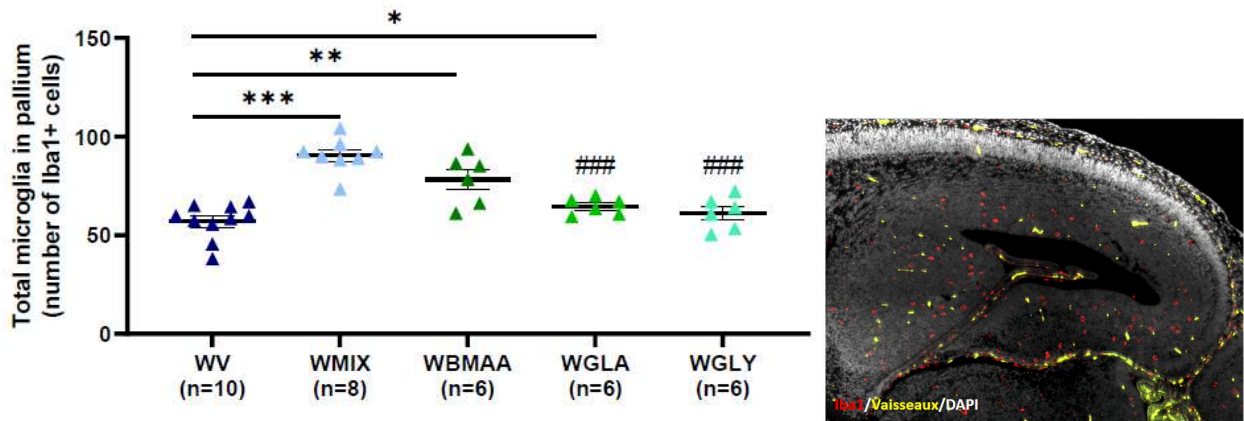 Total microglia in pallium
(number of Iba1+ cells)
150
100
50
0
*
**
***
###
###
WV
(n=10)
WMIX
(n=8)
WBMAA
(n=6)
WGLA
(n=6)
WGLY
(n=6)
Iba1/Vaisseaux/DAPI